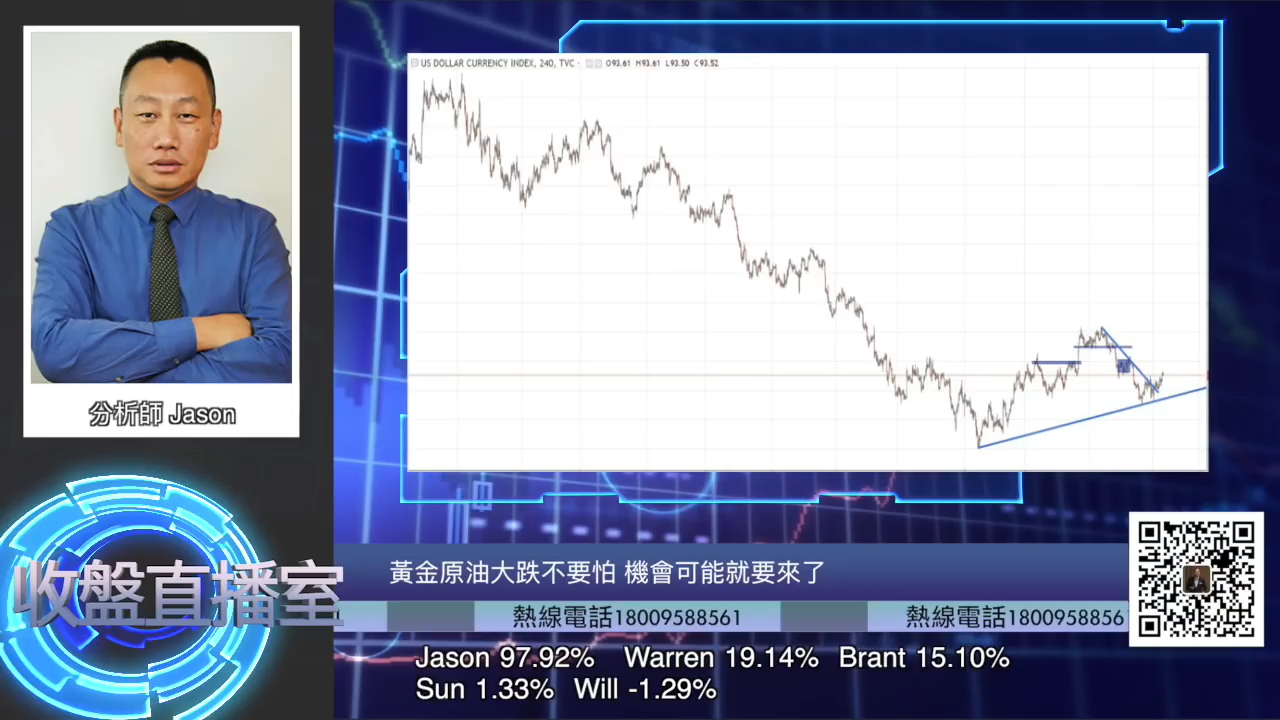 US DOLLAR CURRENCY INDEX, 240, TVC O93.61 H93.61 L93.50 C93.52
分析師 Jason
收盤直播室
黃金原油大跌不要怕 機會可能就要來了
熱線電話18009588561 熱線電話1800958856
Jason 97.92% Warren 19.14% Brant 15.10%
Sun 1.33% Will -1.29%